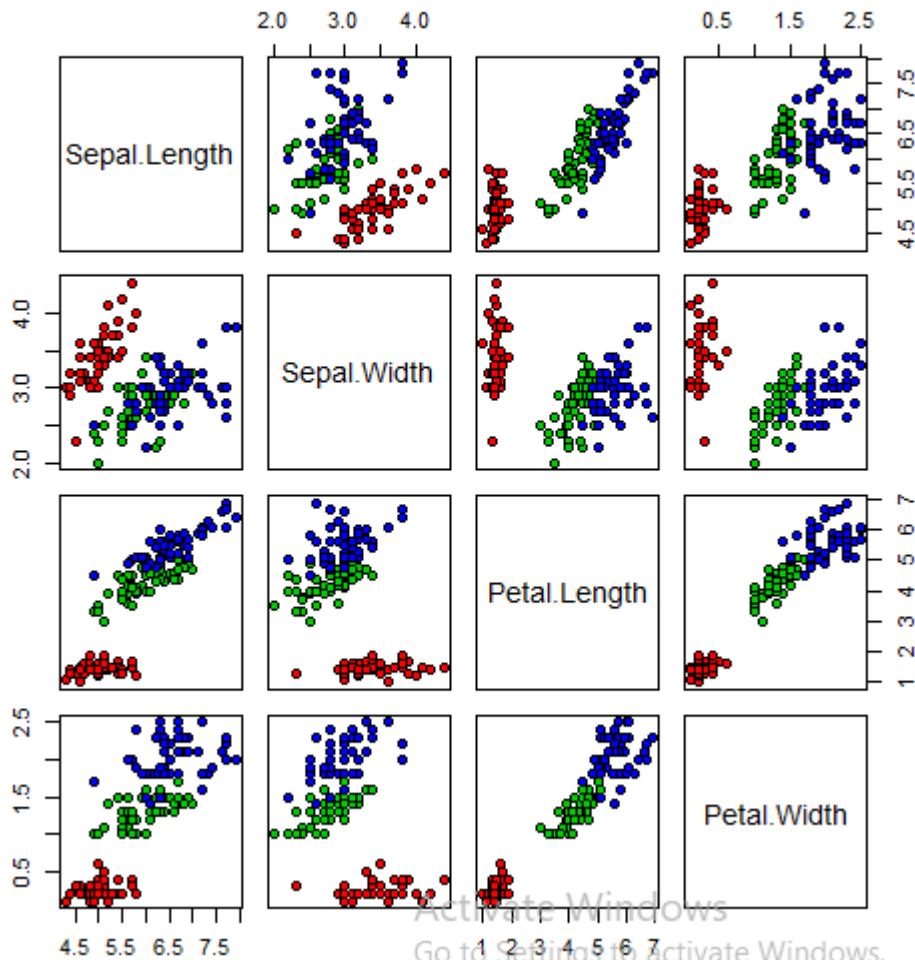 2.0 3.0 4.0
0.5 1.5 2.5
Sepal.Length
4.5 5.5 6.5 7.5
2.0 3.0 4.0
Sepal.Width
Petal.Length
1 2 3 4 5 6 7
0.5 1.5 2.5
Petal.Width
4.5 5.5 6.5 7.5
1 2 3 4 5 6 7
Activate Windows
Go to Settings to activate Windows.